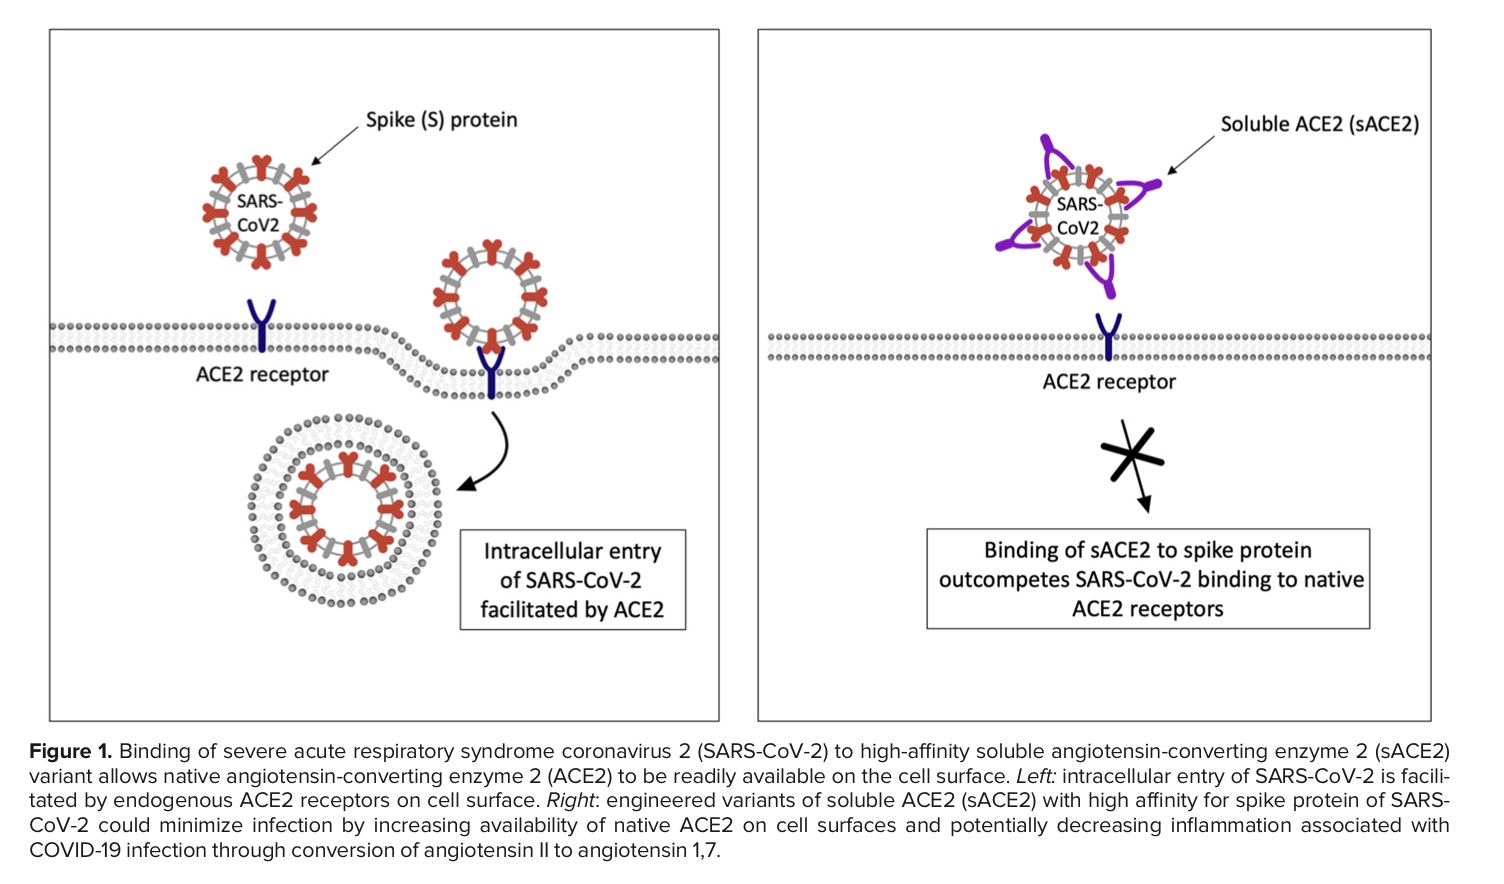 Spike (S) protein
SARS-
CoV2
ACE2 receptor
Intracellular entry
of SARS-CoV-2
facilitated by ACE2
Soluble ACE2 (sACE2)
SARS-
CoV2
ACE2 receptor
Binding of sACE2 to spike protein
outcompetes SARS-CoV-2 binding to native
ACE2 receptors
Figure 1. Binding of severe acute respiratory syndrome coronavirus 2 (SARS-CoV-2) to high-affinity soluble angiotensin-converting enzyme 2 (sACE2)
variant allows native angiotensin-converting enzyme 2 (ACE2) to be readily available on the cell surface. Left: intracellular entry of SARS-CoV-2 is facili-
tated by endogenous ACE2 receptors on cell surface. Right: engineered variants of soluble ACE2 (sACE2) with high affinity for spike protein of SARS-
CoV-2 could minimize infection by increasing availability of native ACE2 on cell surfaces and potentially decreasing inflammation associated with
COVID-19 infection through conversion of angiotensin II to angiotensin 1,7.